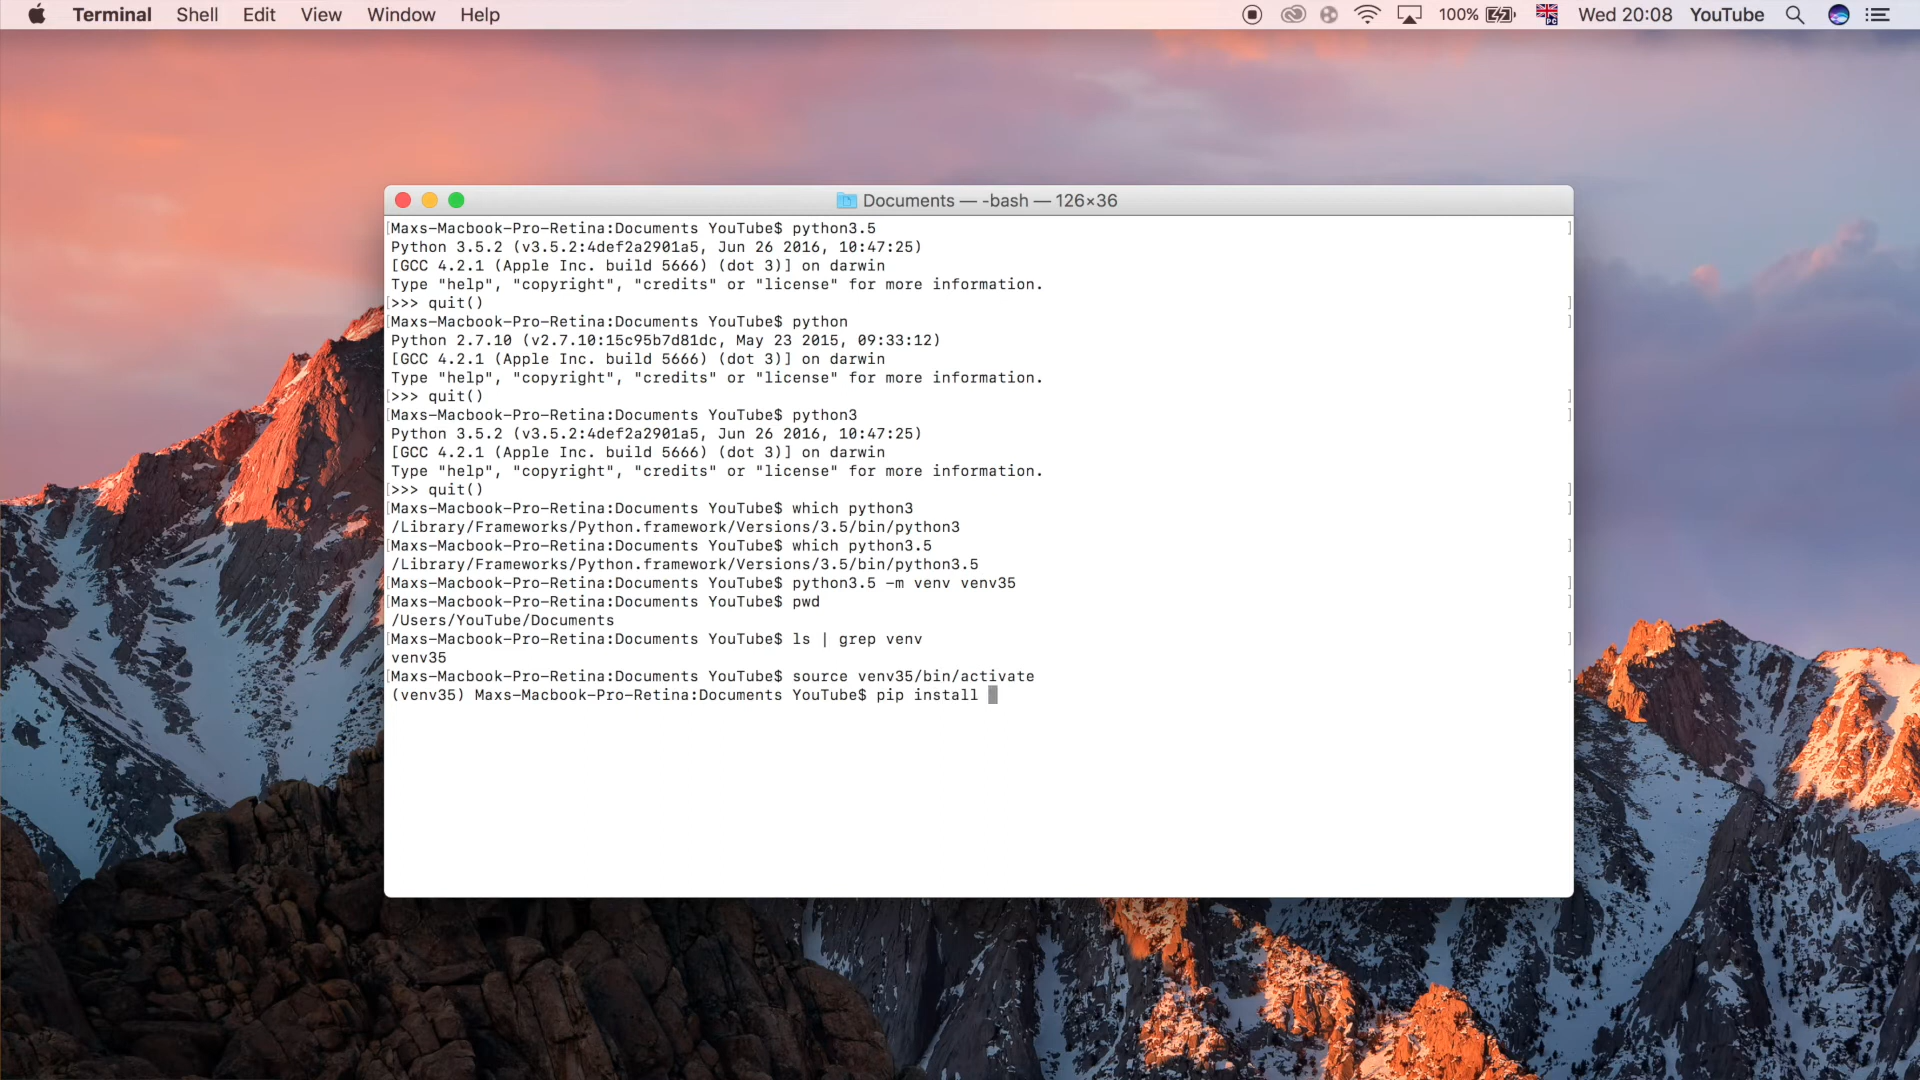 Terminal Shell Edit View Window Help 100% Wed 20:08 YouTube
Documents — -bash — 126×36
[Maxs-Macbook-Pro-Retina:Documents YouTube$ python3.5 ]
Python 3.5.2 (v3.5.2:4def2a2901a5, Jun 26 2016, 10:47:25)
[GCC 4.2.1 (Apple Inc. build 5666) (dot 3)] on darwin
Type "help", "copyright", "credits" or "license" for more information.
[>>> quit() ]
[Maxs-Macbook-Pro-Retina:Documents YouTube$ python ]
Python 2.7.10 (v2.7.10:15c95b7d81dc, May 23 2015, 09:33:12)
[GCC 4.2.1 (Apple Inc. build 5666) (dot 3)] on darwin
Type "help", "copyright", "credits" or "license" for more information.
[>>> quit() ]
[Maxs-Macbook-Pro-Retina:Documents YouTube$ python3 ]
Python 3.5.2 (v3.5.2:4def2a2901a5, Jun 26 2016, 10:47:25)
[GCC 4.2.1 (Apple Inc. build 5666) (dot 3)] on darwin
Type "help", "copyright", "credits" or "license" for more information.
[>>> quit() ]
[Maxs-Macbook-Pro-Retina:Documents YouTube$ which python3 ]
/Library/Frameworks/Python.framework/Versions/3.5/bin/python3
[Maxs-Macbook-Pro-Retina:Documents YouTube$ which python3.5 ]
/Library/Frameworks/Python.framework/Versions/3.5/bin/python3.5
[Maxs-Macbook-Pro-Retina:Documents YouTube$ python3.5 -m venv venv35 ]
[Maxs-Macbook-Pro-Retina:Documents YouTube$ pwd ]
/Users/YouTube/Documents
[Maxs-Macbook-Pro-Retina:Documents YouTube$ ls | grep venv ]
venv35
[Maxs-Macbook-Pro-Retina:Documents YouTube$ source venv35/bin/activate ]
(venv35) Maxs-Macbook-Pro-Retina:Documents YouTube$ pip install